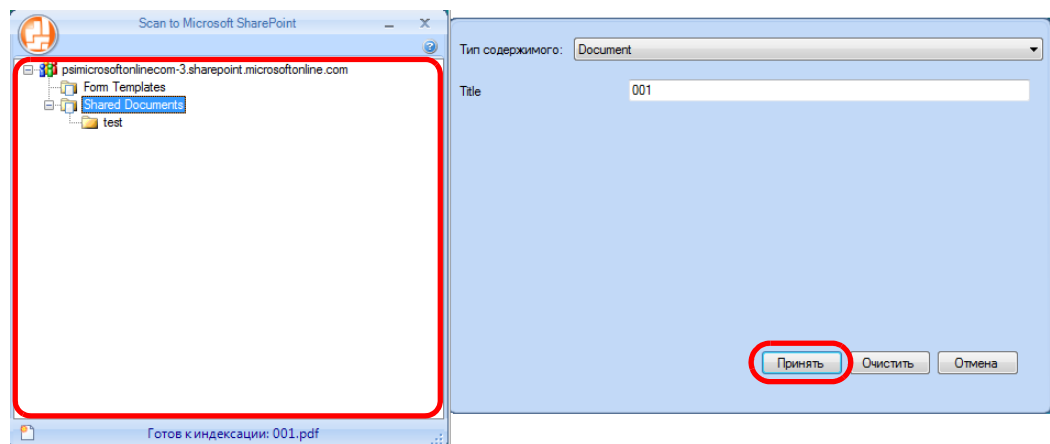 Scan to Microsoft SharePoint
psimicrosoftonlinecom-3.sharepoint.microsoftonline.com
Form Templates
Shared Documents
test
Готов к индексации: 001.pdf
Тип содержимого: Document
Title 001
Принять Очистить Отмена